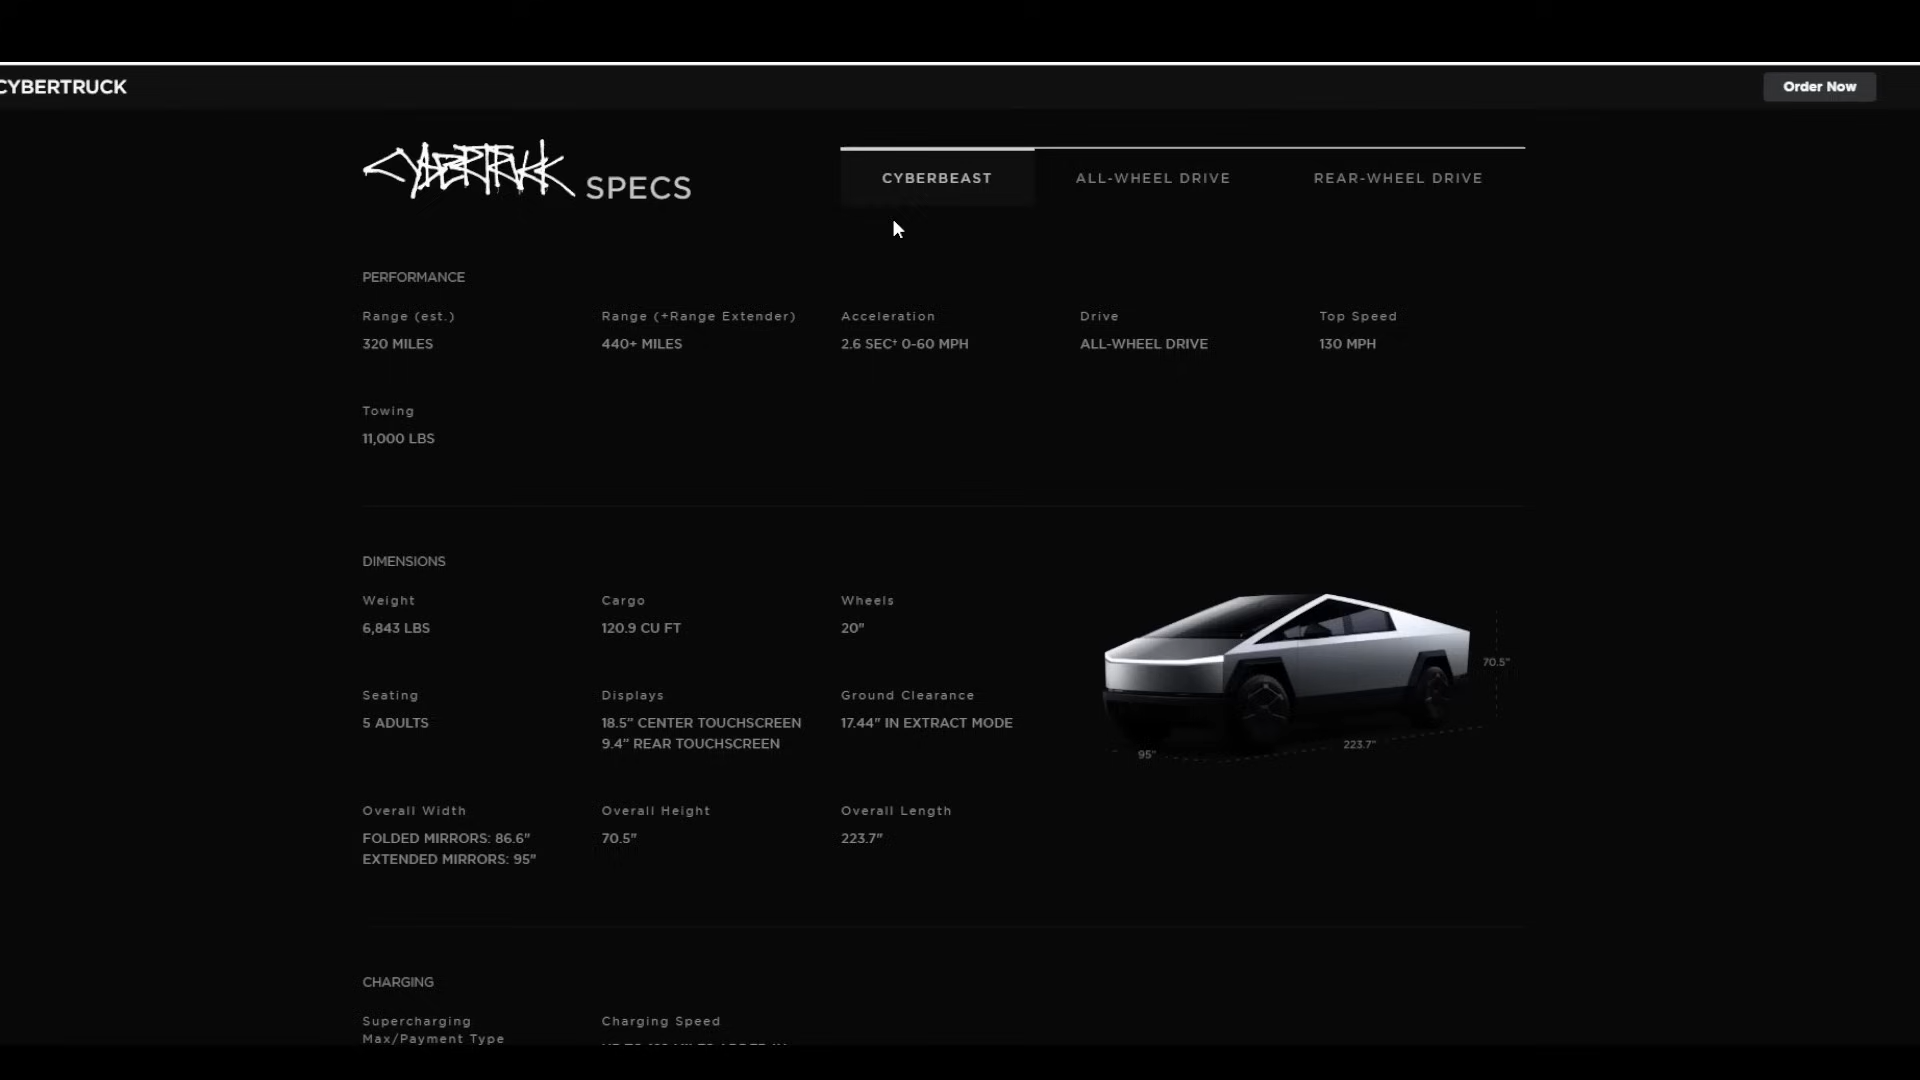 CYBERTRUCK
Order Now
CYBERTRUCK SPECS
CYBERBEAST
ALL-WHEEL DRIVE
REAR-WHEEL DRIVE
PERFORMANCE
Range (est.)
320 MILES
Range (+Range Extender)
440+ MILES
Acceleration
2.6 SEC† 0-60 MPH
Drive
ALL-WHEEL DRIVE
Top Speed
130 MPH
Towing
11,000 LBS
DIMENSIONS
Weight
6,843 LBS
Cargo
120.9 CU FT
Wheels
20"
Seating
5 ADULTS
Displays
18.5” CENTER TOUCHSCREEN
9.4” REAR TOUCHSCREEN
Ground Clearance
17.44" IN EXTRACT MODE
Overall Width
FOLDED MIRRORS: 86.6"
EXTENDED MIRRORS: 95"
Overall Height
70.5"
Overall Length
223.7"
70.5"
223.7"
95"
CHARGING
Supercharging
Max/Payment Type
Charging Speed